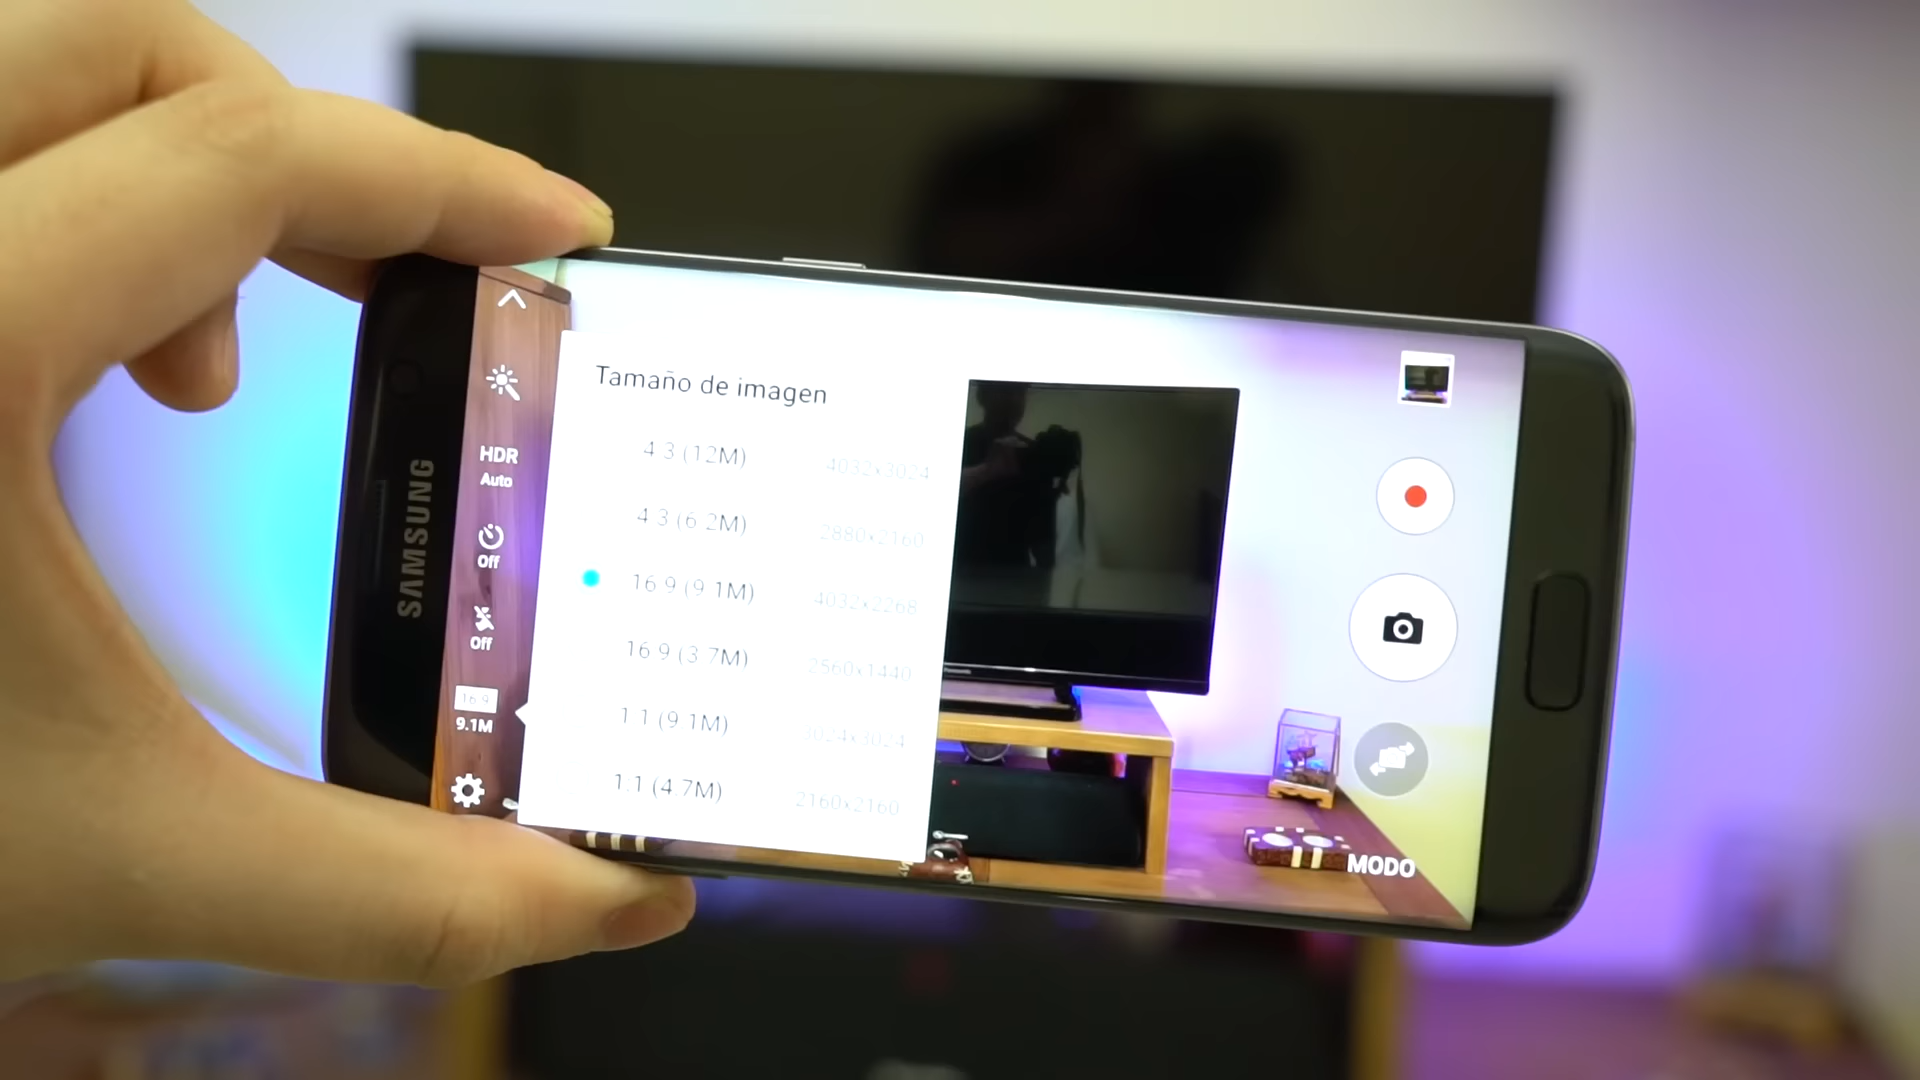 SAMSUNG
HDR
Auto
Off
Off
16:9
9.1M
Tamaño de imagen
4:3 (12M) 4032x3024
4:3 (6.2M) 2880x2160
16:9 (9.1M) 4032x2268
16:9 (3.7M) 2560x1440
1:1 (9.1M) 3024x3024
1:1 (4.7M) 2160x2160
Panasonic
MODO